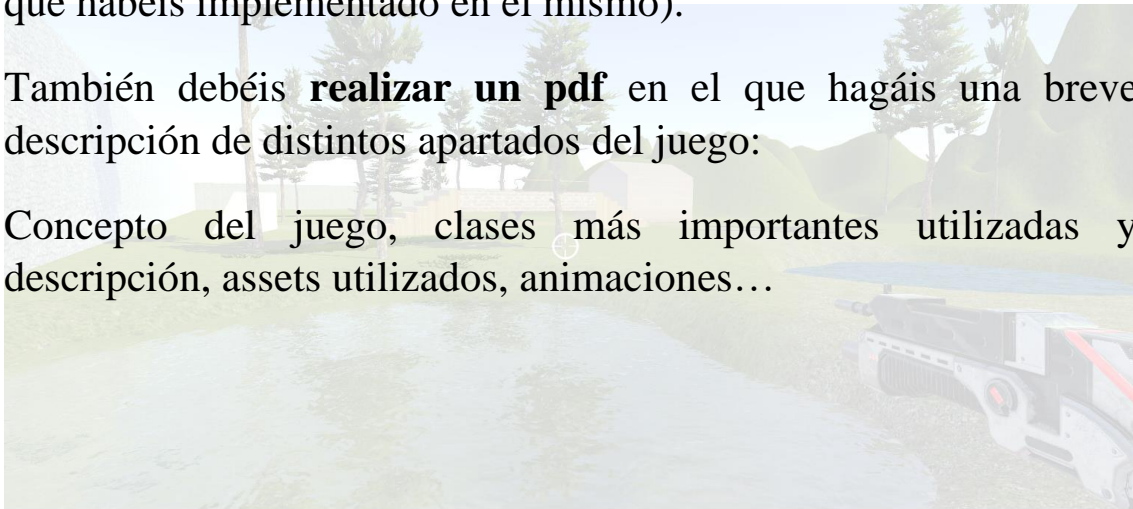 que habéis implementado en el mismo).
También debéis realizar un pdf en el que hagáis una breve
descripción de distintos apartados del juego:
Concepto del juego, clases más importantes utilizadas y
descripción, assets utilizados, animaciones…